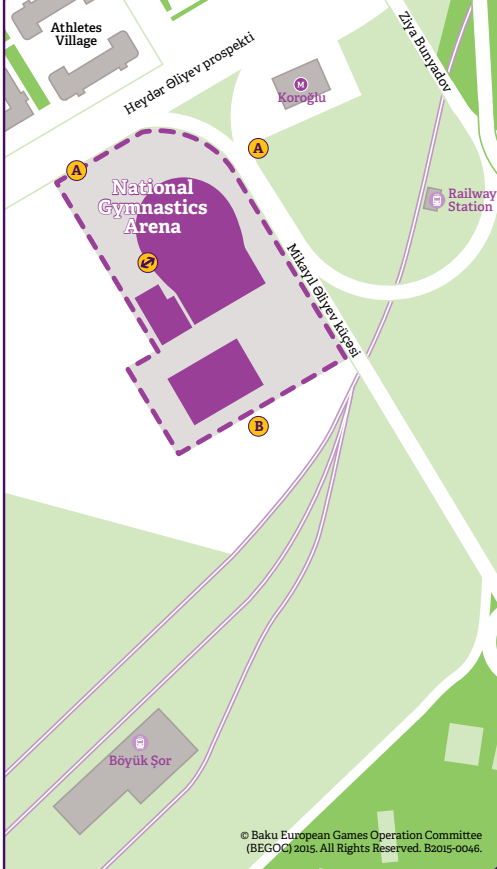 Athletes
Village
Heydər Əliyev prospekti
Ziya Bunyadov
M
Koroğlu
A
A
National
Gymnastics
Arena
Railway
Station
Mikayıl Əliyev küçəsi
B
Böyük Şor
© Baku European Games Operation Committee
(BEGOC) 2015. All Rights Reserved. B2015-0046.